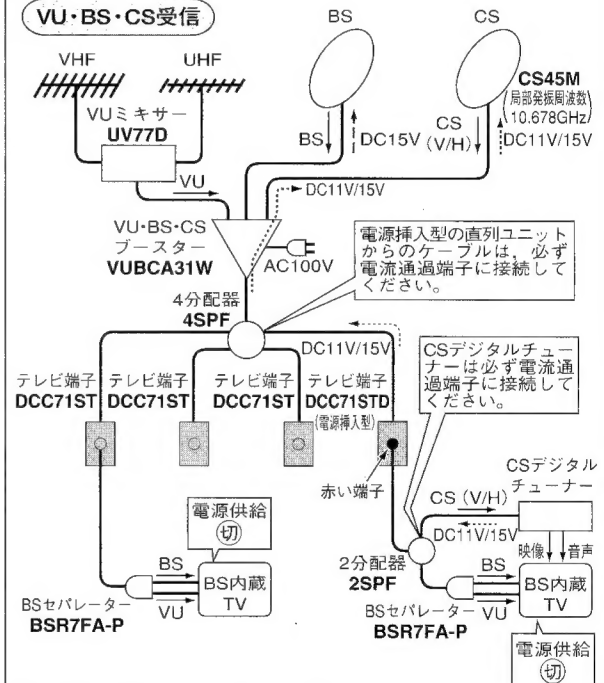 VU・BS・CS受信
BS
CS
VHF
UHF
VUミキサー
UV77D
CS45M
(局部発振周波数
10.678GHz)
VU
BS
DC15V
CS
(V/H)
DC11V/15V
DC11V/15V
VU・BS・CS
ブースター
VUBCA31W
AC100V
電源挿入型の直列ユニット
からのケーブルは，必ず
電流通過端子に接続して
ください。
4分配器
4SPF
DC11V/15V
CSデジタルチュー
ナーは必ず電流通
過端子に接続して
ください。
テレビ端子
DCC71ST
テレビ端子
DCC71ST
テレビ端子
DCC71ST
テレビ端子
DCC71STD
(電源挿入型)
赤い端子
CSデジタル
チューナー
CS (V/H)
DC11V/15V
映像
音声
電源供給
切
BS
VU
BS内蔵
TV
BSセパレーター
BSR7FA-P
2分配器
2SPF
BS
VU
BS内蔵
TV
BSセパレーター
BSR7FA-P
電源供給
切